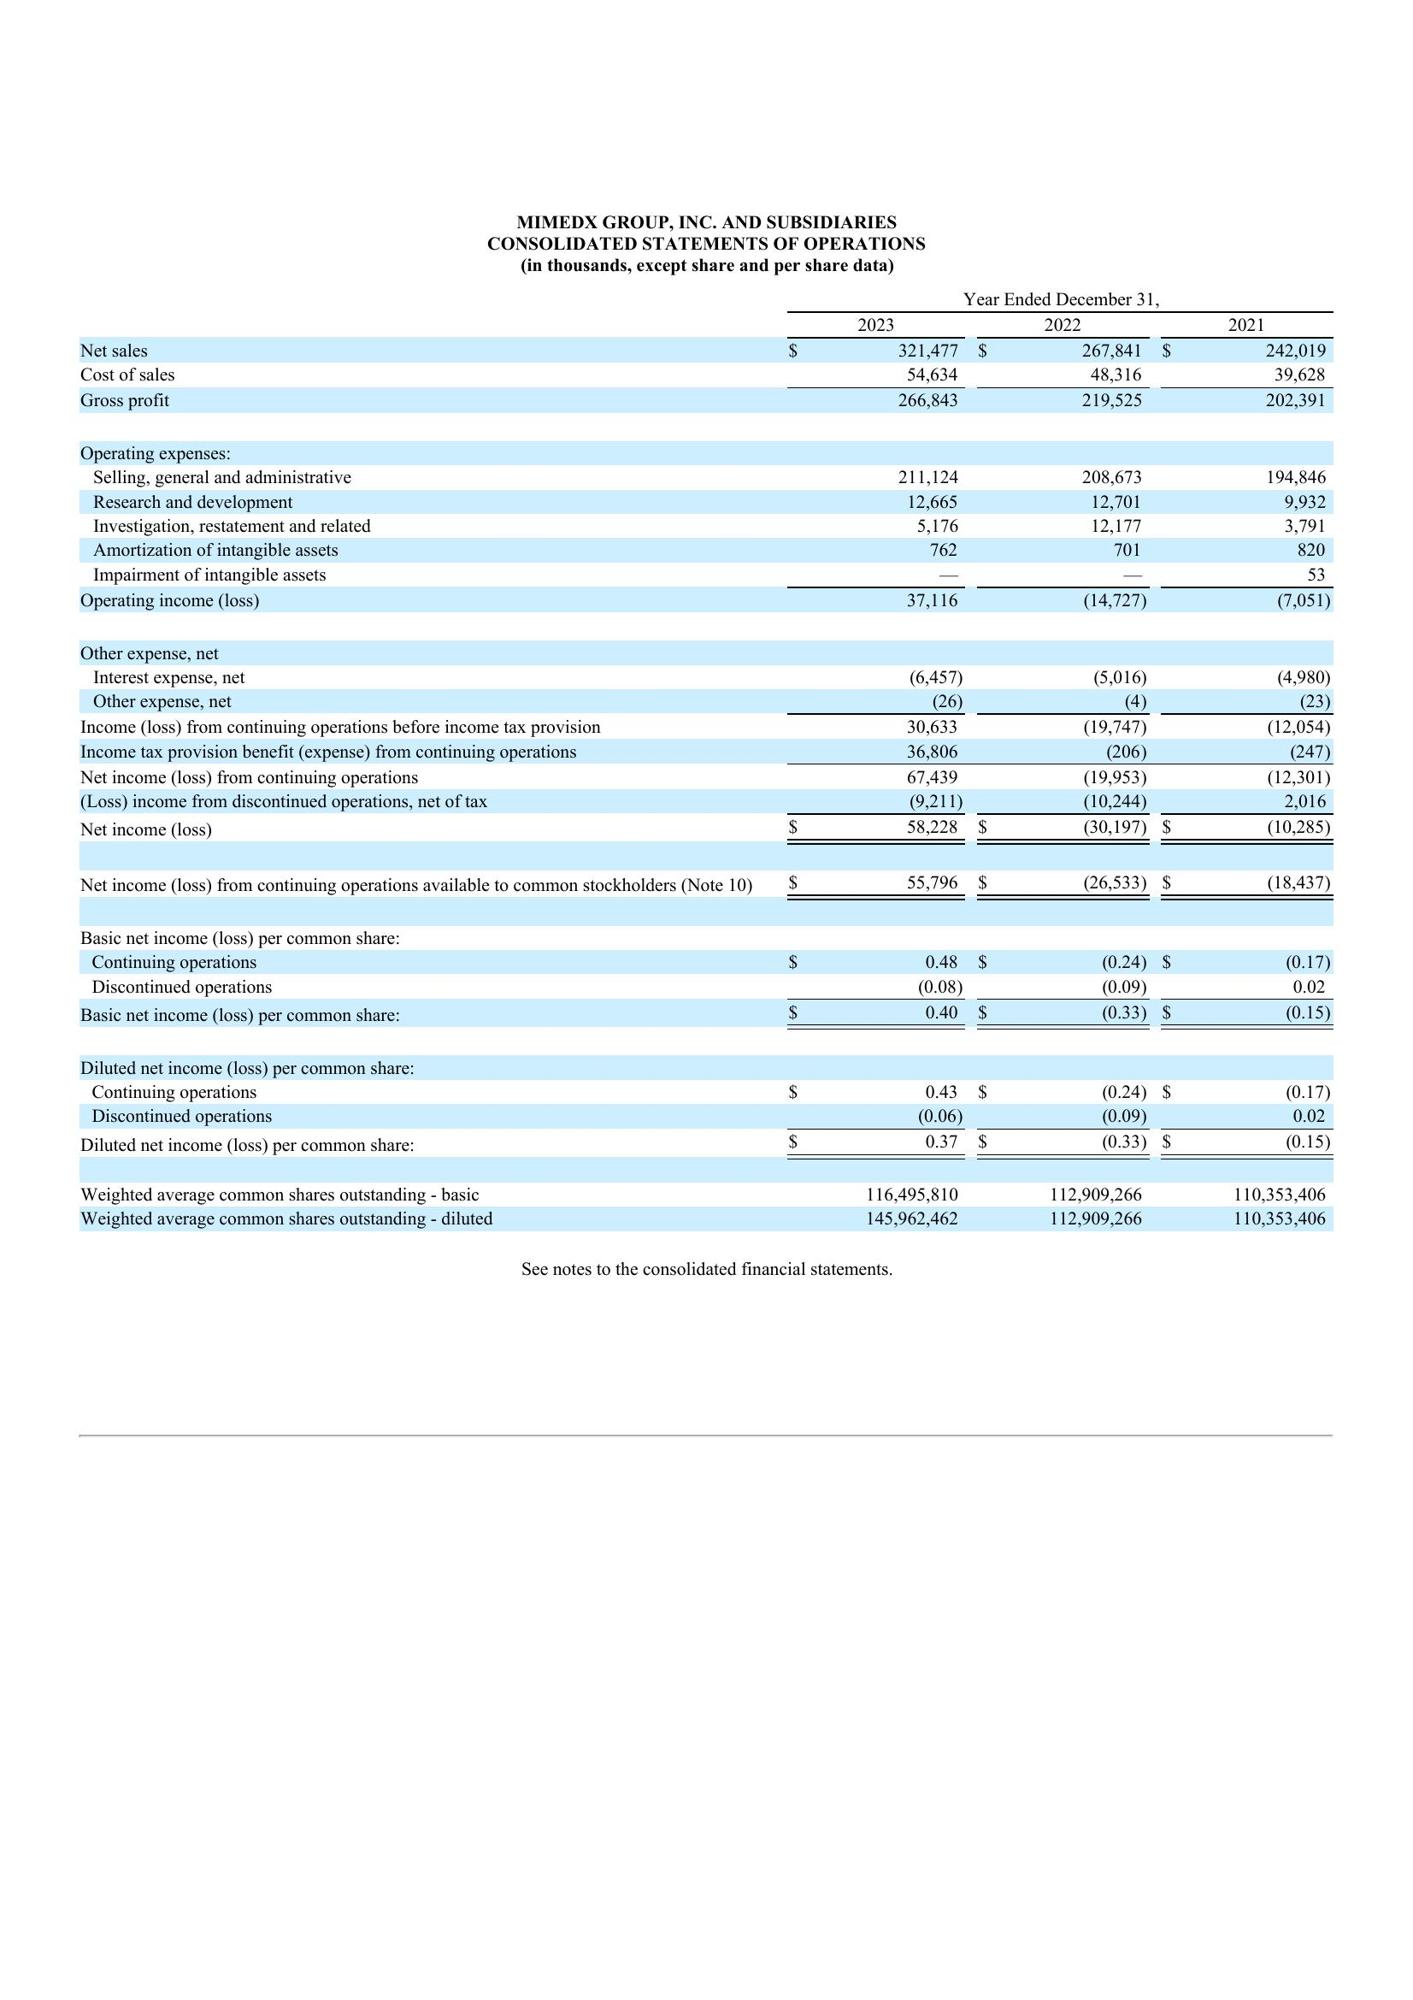 MIMEDX GROUP, INC. AND SUBSIDIARIES
CONSOLIDATED STATEMENTS OF OPERATIONS
(in thousands, except share and per share data)
Year Ended December 31,
2023 2022 2021
Net sales $ 321,477 $ 267,841 $ 242,019
Cost of sales 54,634 48,316 39,628
Gross profit 266,843 219,525 202,391
Operating expenses:
Selling, general and administrative 211,124 208,673 194,846
Research and development 12,665 12,701 9,932
Investigation, restatement and related 5,176 12,177 3,791
Amortization of intangible assets 762 701 820
Impairment of intangible assets — — 53
Operating income (loss) 37,116 (14,727) (7,051)
Other expense, net
Interest expense, net (6,457) (5,016) (4,980)
Other expense, net (26) (4) (23)
Income (loss) from continuing operations before income tax provision 30,633 (19,747) (12,054)
Income tax provision benefit (expense) from continuing operations 36,806 (206) (247)
Net income (loss) from continuing operations 67,439 (19,953) (12,301)
(Loss) income from discontinued operations, net of tax (9,211) (10,244) 2,016
Net income (loss) $ 58,228 $ (30,197) $ (10,285)
Net income (loss) from continuing operations available to common stockholders (Note 10) $ 55,796 $ (26,533) $ (18,437)
Basic net income (loss) per common share:
Continuing operations $ 0.48 $ (0.24) $ (0.17)
Discontinued operations (0.08) (0.09) 0.02
Basic net income (loss) per common share: $ 0.40 $ (0.33) $ (0.15)
Diluted net income (loss) per common share:
Continuing operations $ 0.43 $ (0.24) $ (0.17)
Discontinued operations (0.06) (0.09) 0.02
Diluted net income (loss) per common share: $ 0.37 $ (0.33) $ (0.15)
Weighted average common shares outstanding - basic 116,495,810 112,909,266 110,353,406
Weighted average common shares outstanding - diluted 145,962,462 112,909,266 110,353,406
See notes to the consolidated financial statements.